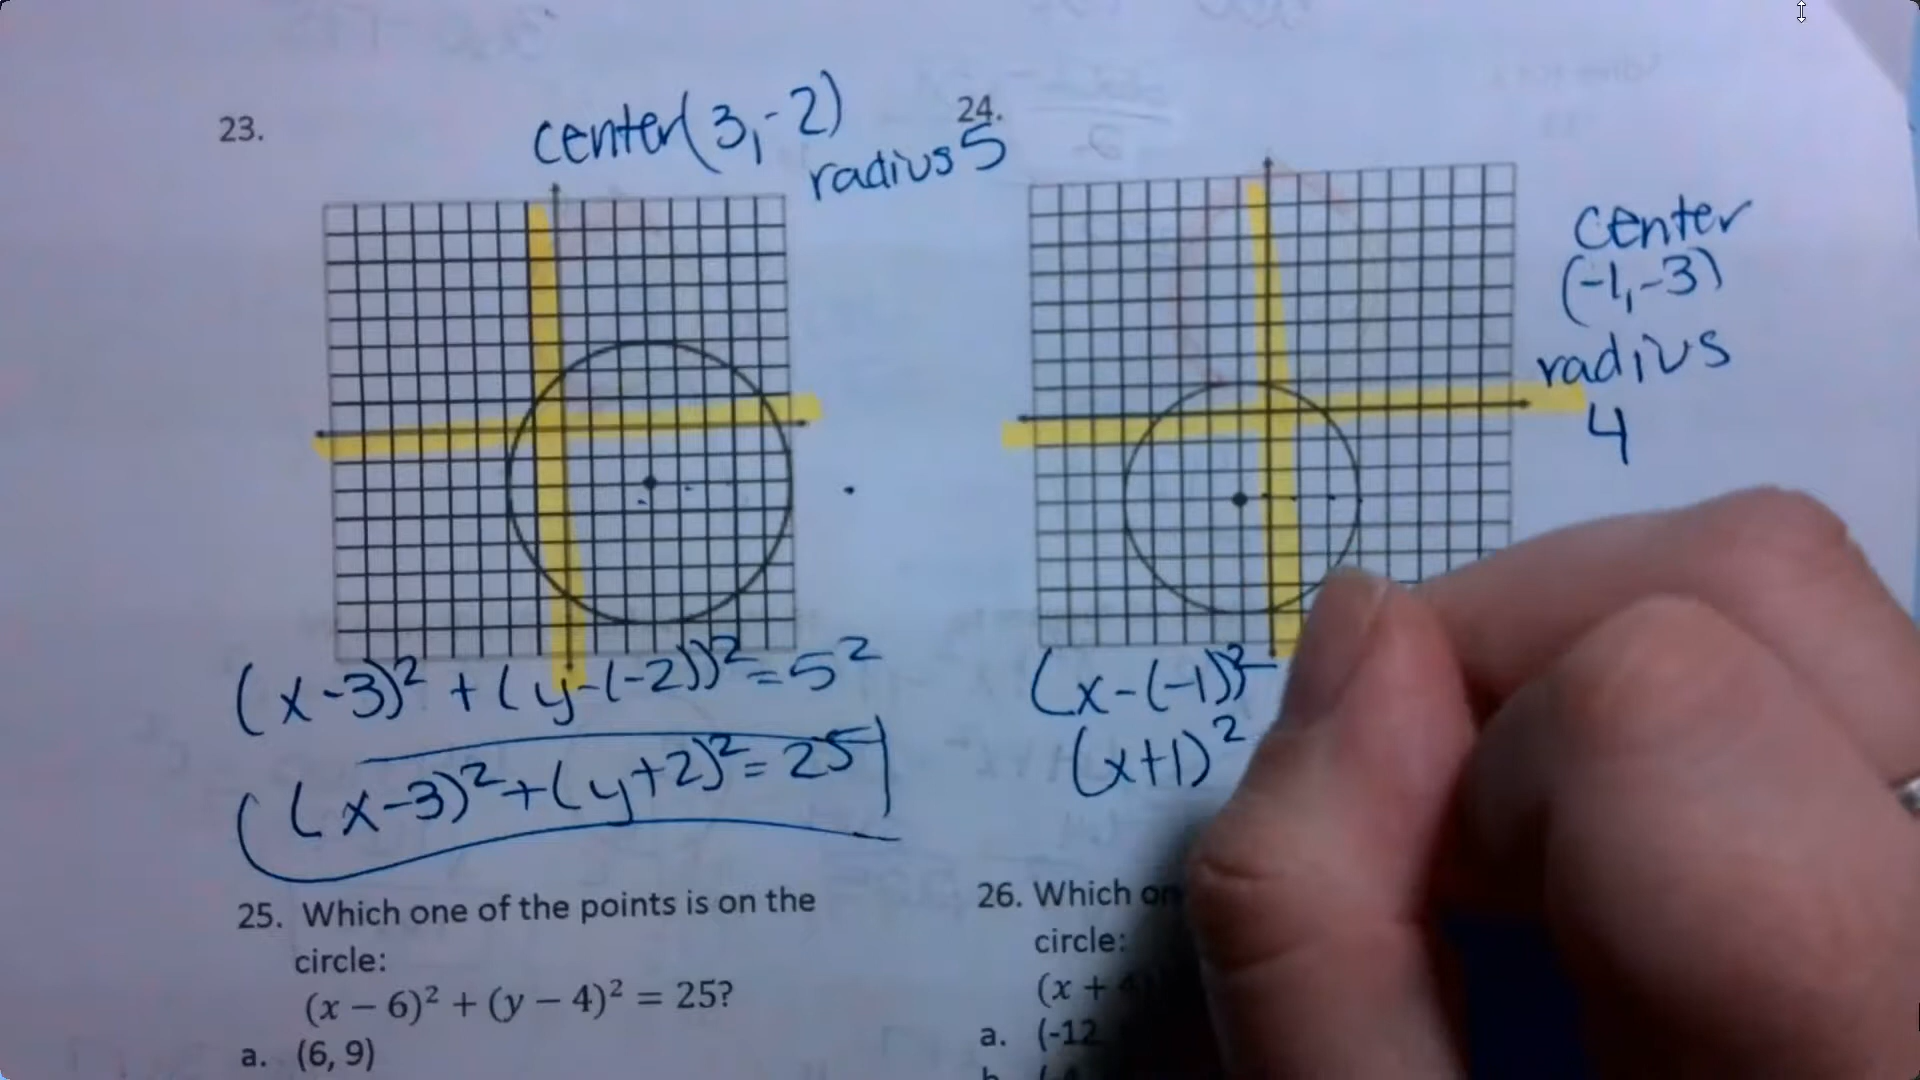 23.
center(3,-2)
radius 5
24.
center
(-1,-3)
radius
4
(x-3)² + (y-(-2))² = 5²
(x-3)² + (y+2)² = 25
(x-(-1))²
(x+1)²
25. Which one of the points is on the
circle:
(x − 6)² + (y − 4)² = 25?
a. (6, 9)
26. Which on
circle:
(x + 4
a. (-12